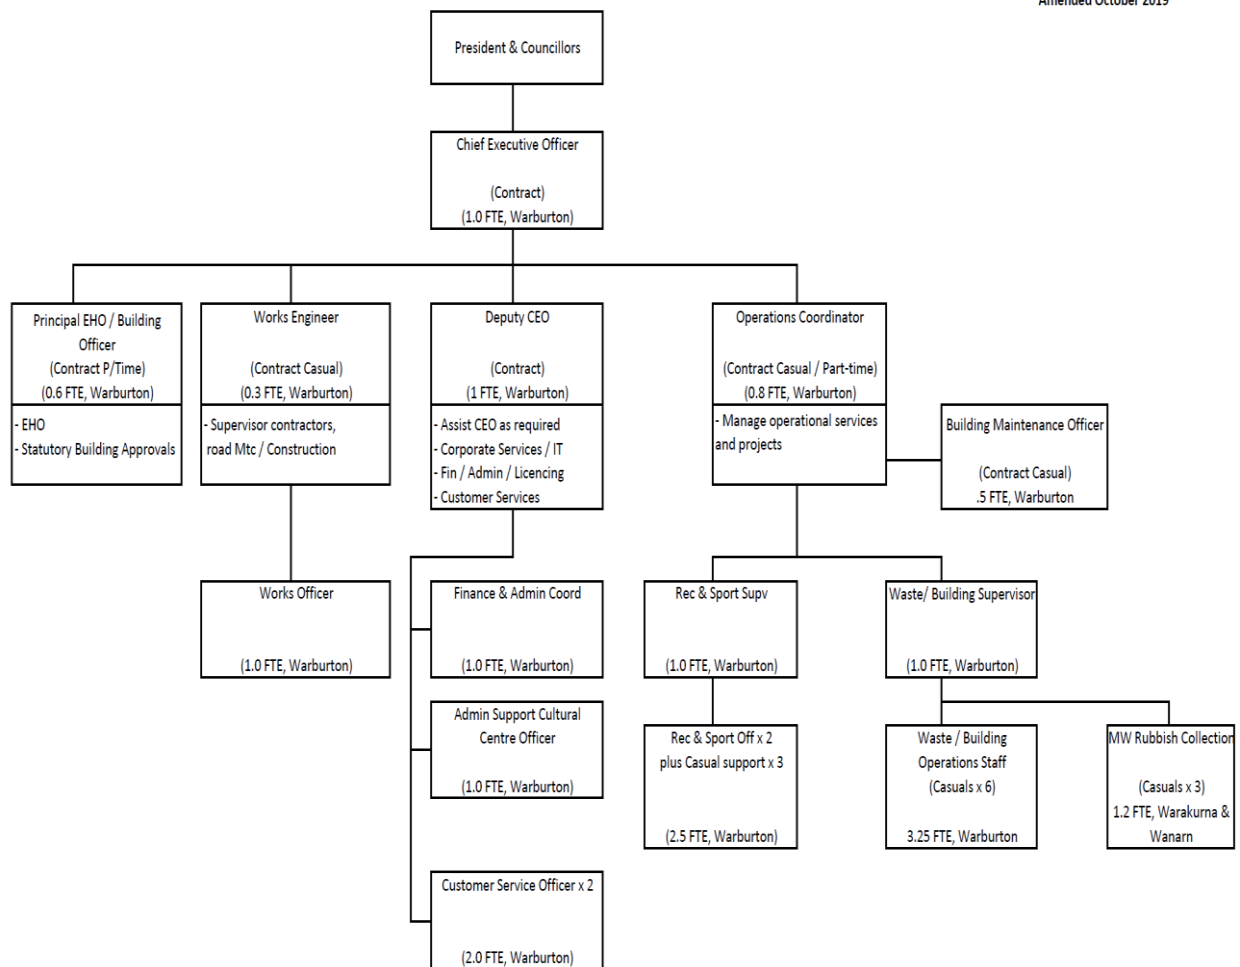 Amended October 2019
President & Councillors
Chief Executive Officer
(Contract)
(1.0 FTE, Warburton)
Principal EHO / Building
Officer
(Contract P/Time)
(0.6 FTE, Warburton)
- EHO
- Statutory Building Approvals
Works Engineer
(Contract Casual)
(0.3 FTE, Warburton)
- Supervisor contractors,
road Mtc / Construction
Deputy CEO
(Contract)
(1 FTE, Warburton)
- Assist CEO as required
- Corporate Services / IT
- Fin / Admin / Licencing
- Customer Services
Operations Coordinator
(Contract Casual / Part-time)
(0.8 FTE, Warburton)
- Manage operational services
and projects
Building Maintenance Officer
(Contract Casual)
.5 FTE, Warburton
Works Officer
(1.0 FTE, Warburton)
Finance & Admin Coord
(1.0 FTE, Warburton)
Admin Support Cultural
Centre Officer
(1.0 FTE, Warburton)
Customer Service Officer x 2
(2.0 FTE, Warburton)
Rec & Sport Supv
(1.0 FTE, Warburton)
Rec & Sport Off x 2
plus Casual support x 3
(2.5 FTE, Warburton)
Waste/ Building Supervisor
(1.0 FTE, Warburton)
Waste / Building
Operations Staff
(Casuals x 6)
3.25 FTE, Warburton
MW Rubbish Collection
(Casuals x 3)
1.2 FTE, Warakurna &
Wanarn